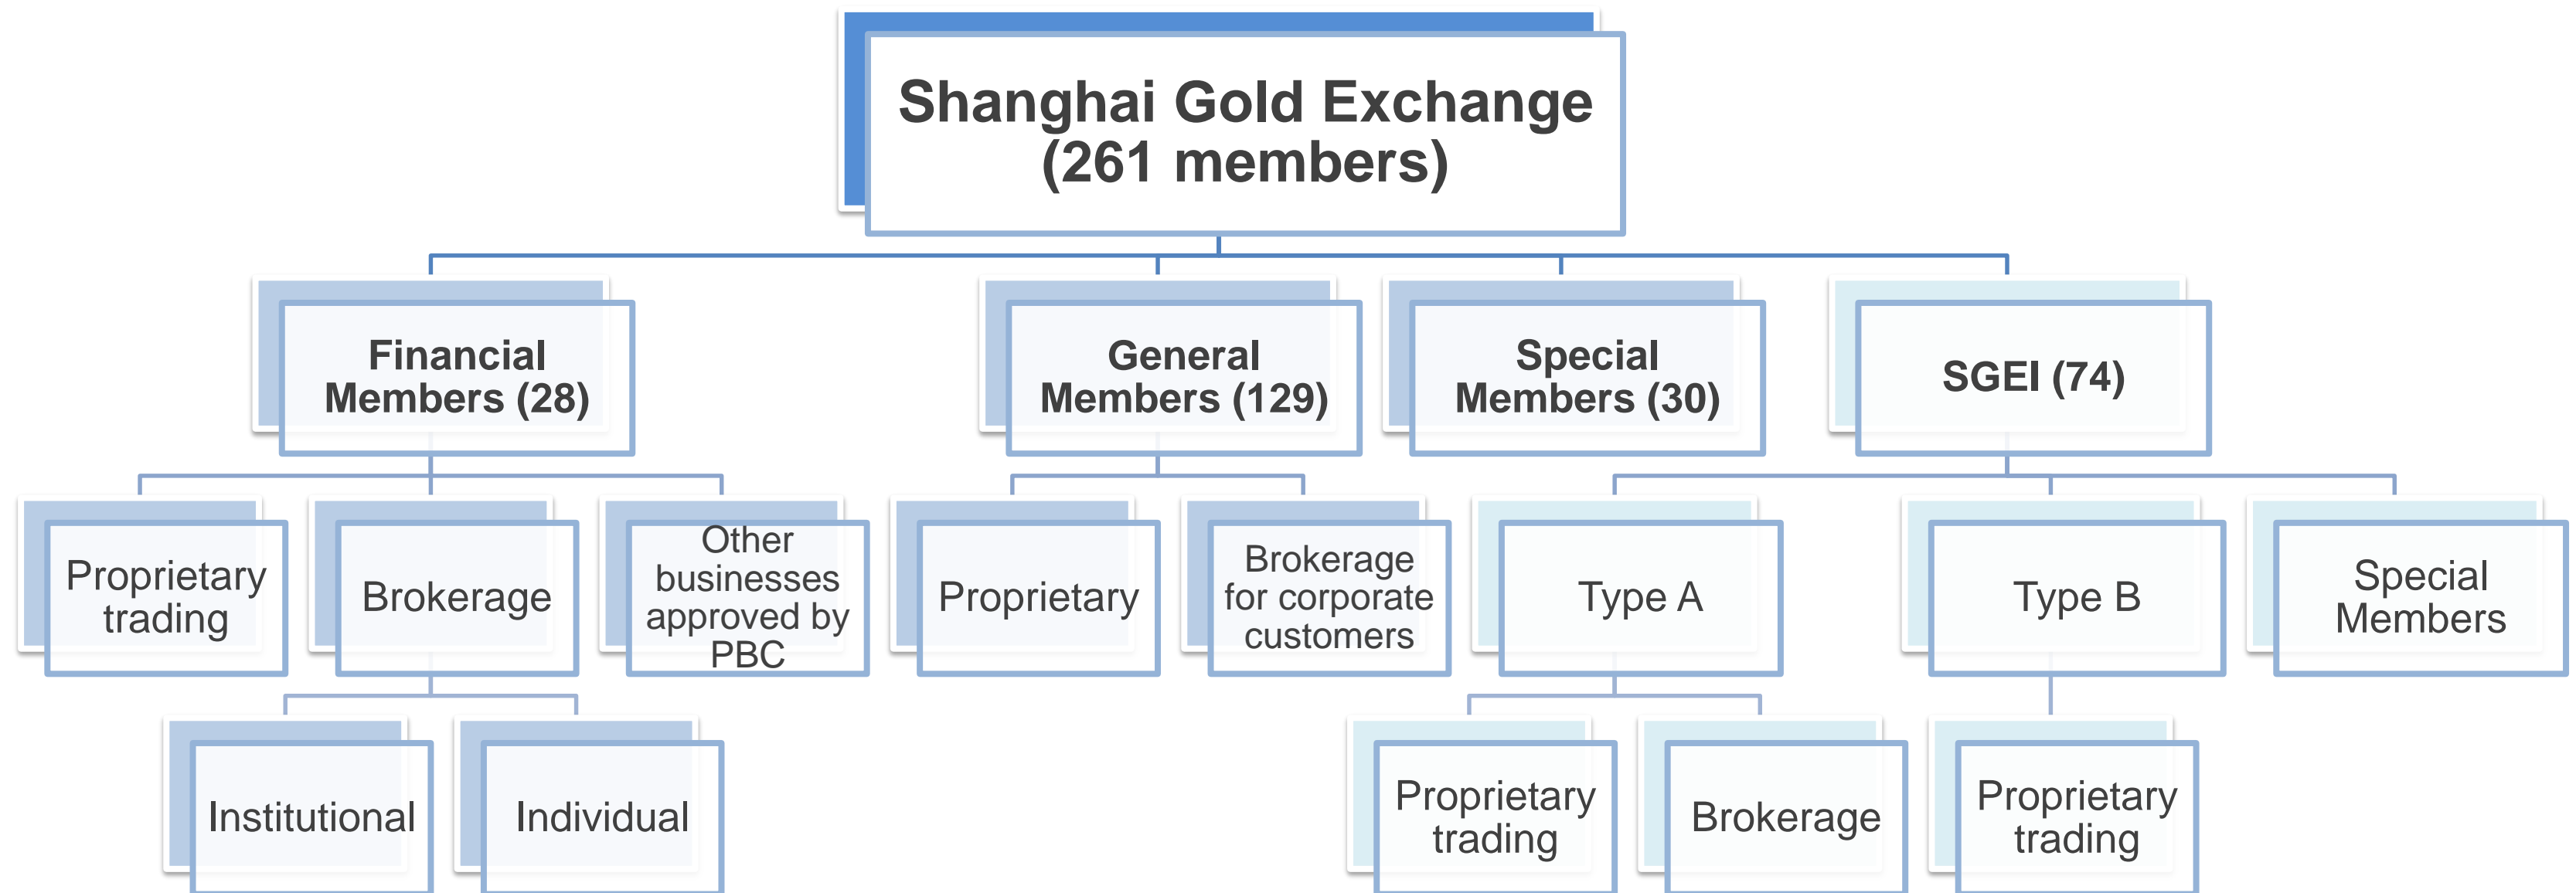 Shanghai Gold Exchange
(261 members)
Financial
Members (28)
General
Members (129)
Special
Members (30)
SGEI (74)
Proprietary
trading
Brokerage
Other
businesses
approved by
PBC
Proprietary
Brokerage
for corporate
customers
Type A
Type B
Special
Members
Institutional
Individual
Proprietary
trading
Brokerage
Proprietary
trading